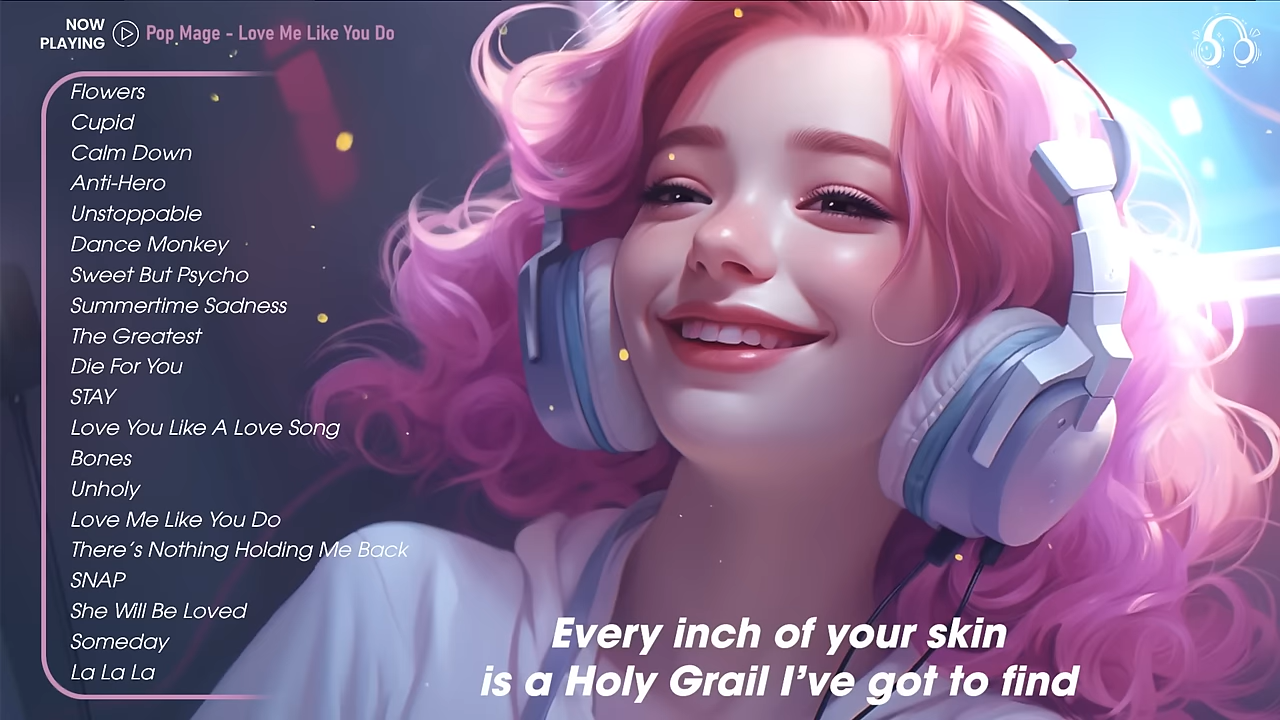 NOW
PLAYING
Pop Mage - Love Me Like You Do
Flowers
Cupid
Calm Down
Anti-Hero
Unstoppable
Dance Monkey
Sweet But Psycho
Summertime Sadness
The Greatest
Die For You
STAY
Love You Like A Love Song
Bones
Unholy
Love Me Like You Do
There´s Nothing Holding Me Back
SNAP
She Will Be Loved
Someday
La La La
Every inch of your skin
is a Holy Grail I’ve got to find